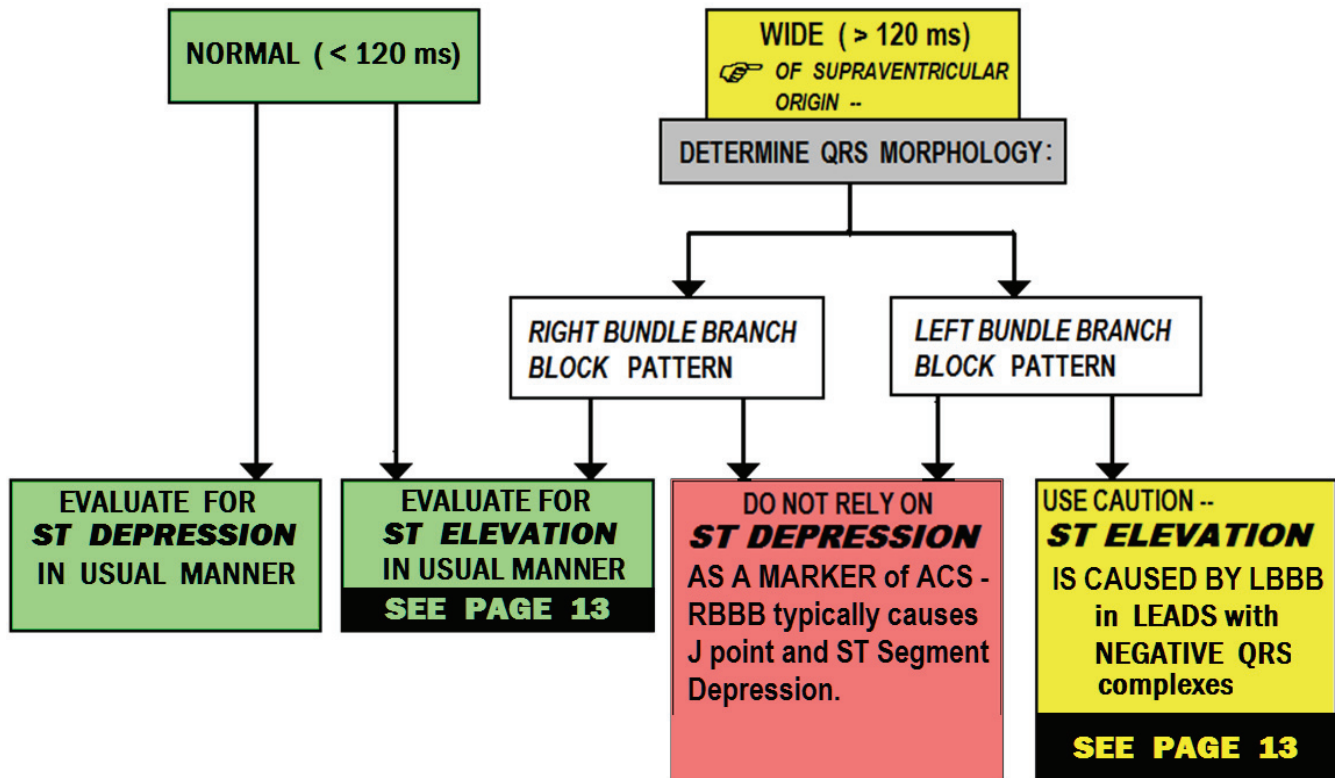 NORMAL ( < 120 ms)
WIDE ( > 120 ms)
OF SUPRAVENTRICULAR
ORIGIN --
DETERMINE QRS MORPHOLOGY:
RIGHT BUNDLE BRANCH
BLOCK PATTERN
LEFT BUNDLE BRANCH
BLOCK PATTERN
EVALUATE FOR
ST DEPRESSION
IN USUAL MANNER
EVALUATE FOR
ST ELEVATION
IN USUAL MANNER
SEE PAGE 13
DO NOT RELY ON
ST DEPRESSION
AS A MARKER of ACS -
RBBB typically causes
J point and ST Segment
Depression.
USE CAUTION --
ST ELEVATION
IS CAUSED BY LBBB
in LEADS with
NEGATIVE QRS
complexes
SEE PAGE 13